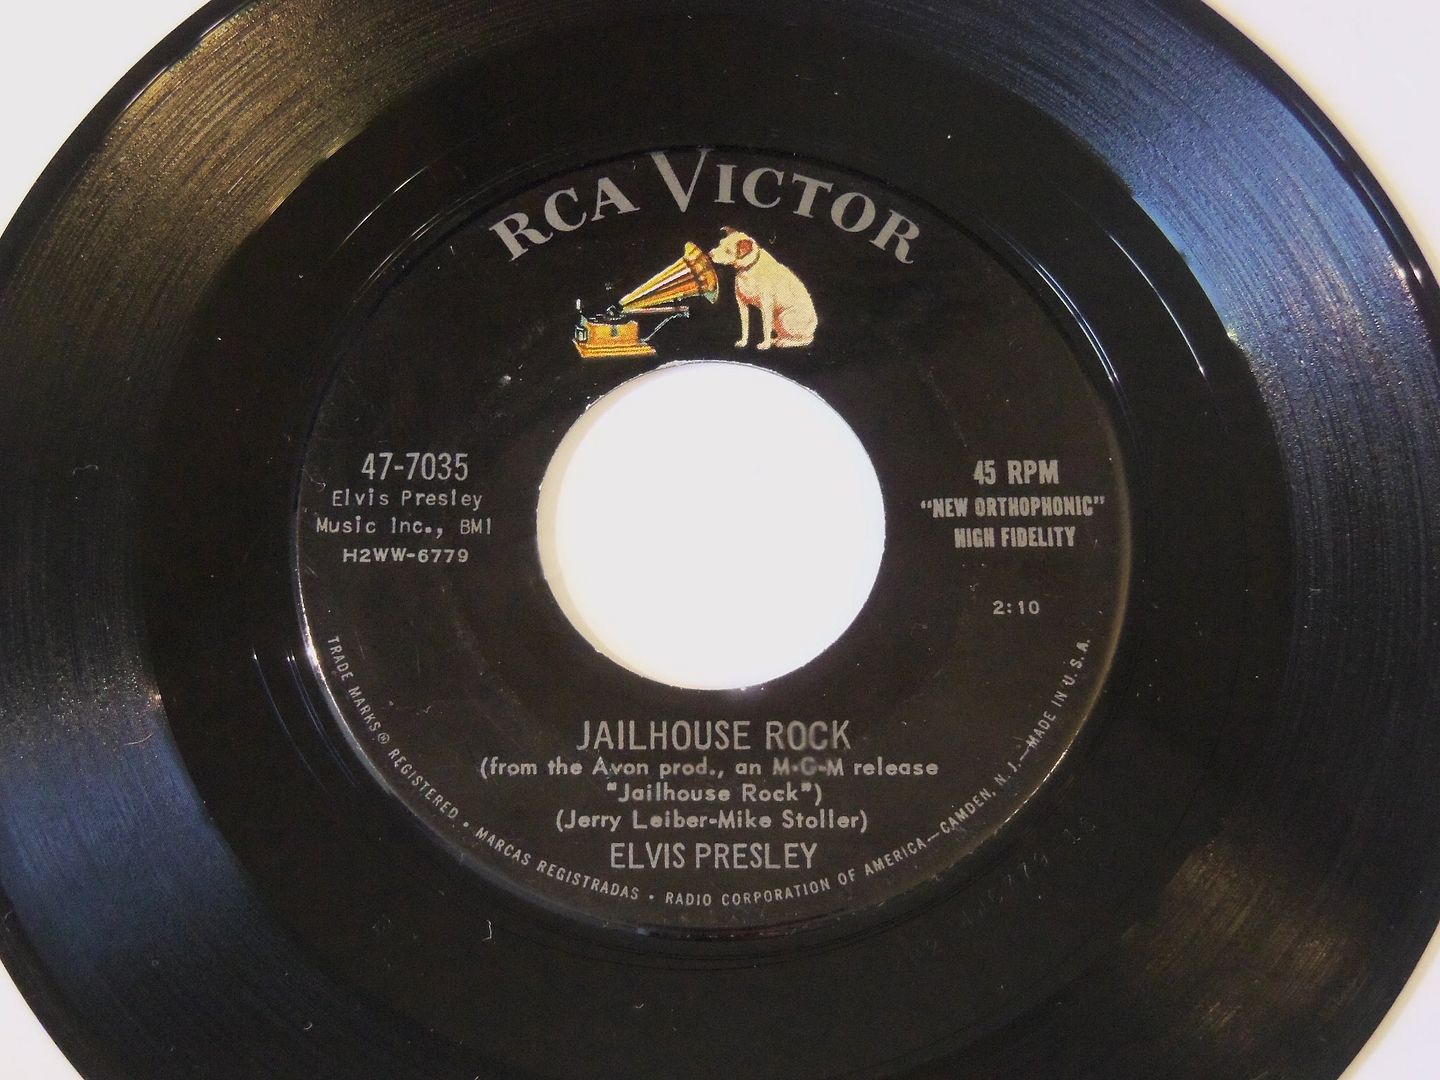 RCA VICTOR
47-7035
Elvis Presley
Music Inc., BMI
H2WW-6779
45 RPM
"NEW ORTHOPHONIC"
HIGH FIDELITY
2:10
JAILHOUSE ROCK
(from the Avon prod., an M-G-M release
"Jailhouse Rock")
(Jerry Leiber-Mike Stoller)
ELVIS PRESLEY
TRADE MARKS ® REGISTERED • MARCAS REGISTRADAS • RADIO CORPORATION OF AMERICA—CAMDEN, N. J.—MADE IN U.S.A.